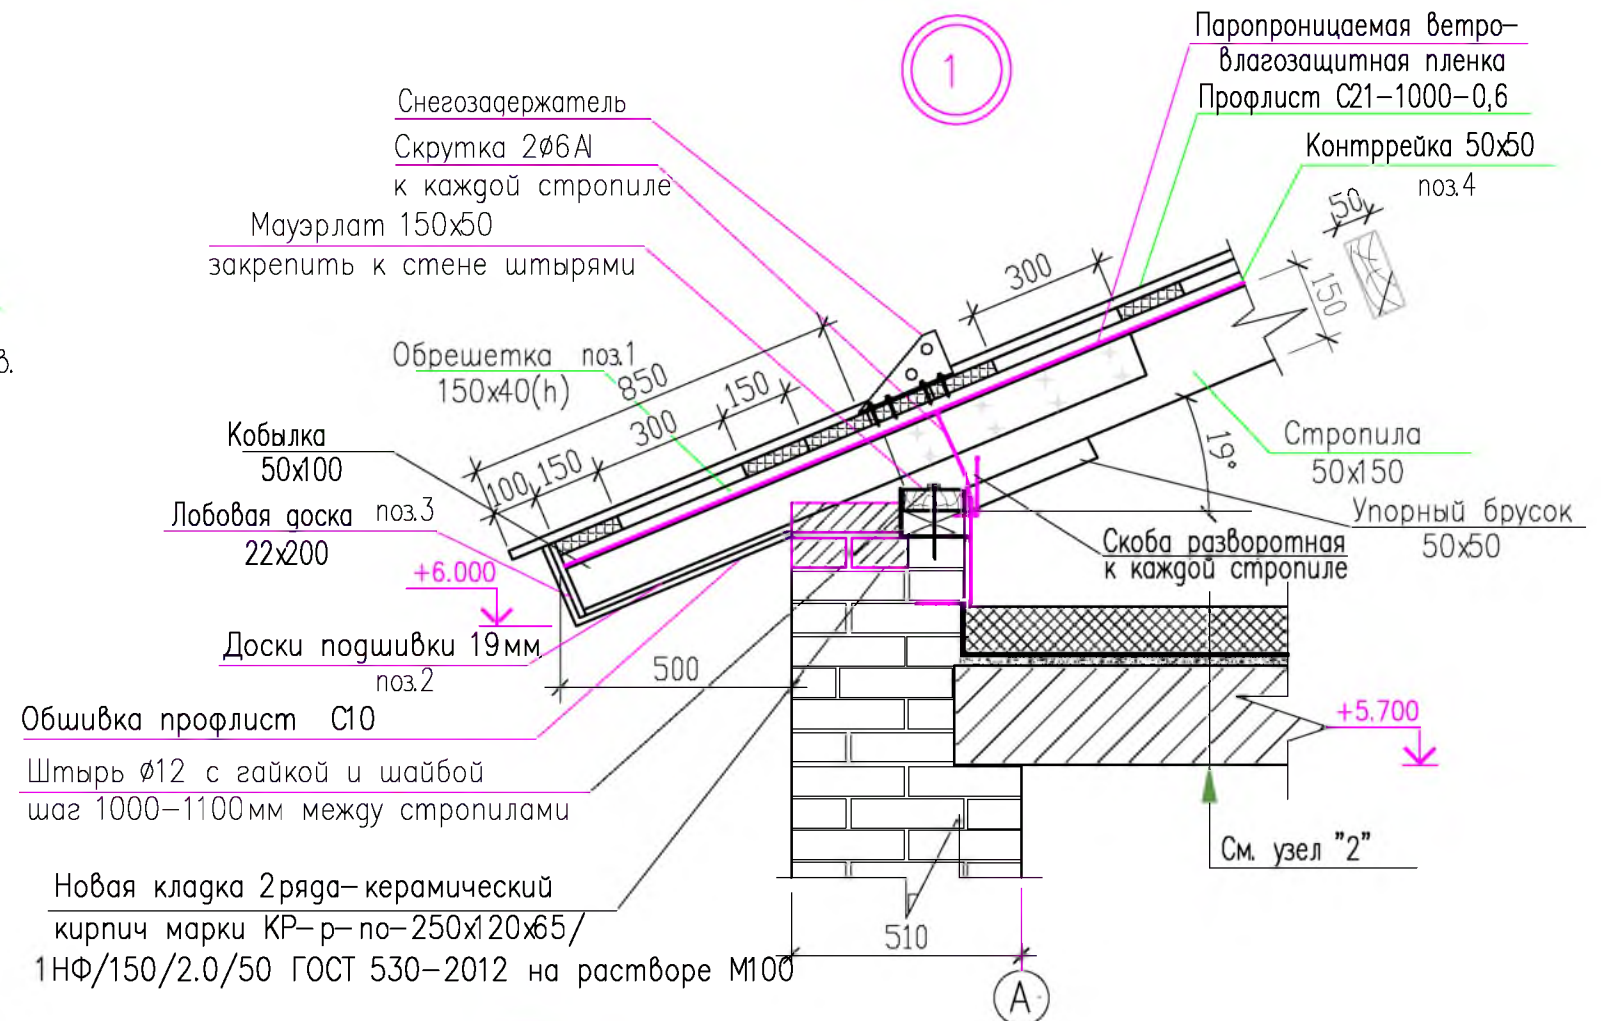 1
Паропроницаемая ветро-
влагозащитная пленка
Профлист С21-1000-0,6
Контррейка 50х50
поз.4
Снегозадержатель
Скрутка 2ø6АI
к каждой стропиле
Мауэрлат 150х50
закрепить к стене штырями
50
300
150
в.
Обрешетка поз.1
150х40(h)
850
150
300
150
100
Кобылка
50х100
Лобовая доска поз.3
22х200
+6.000
19°
Стропила
50х150
Упорный брусок
50х50
Скоба разворотная
к каждой стропиле
Доски подшивки 19мм
поз.2
500
Обшивка профлист С10
+5.700
Штырь ø12 с гайкой и шайбой
шаг 1000-1100мм между стропилами
См. узел "2"
Новая кладка 2ряда-керамический
кирпич марки КР-р-по-250х120х65/
1НФ/150/2.0/50 ГОСТ 530-2012 на растворе М100
510
А